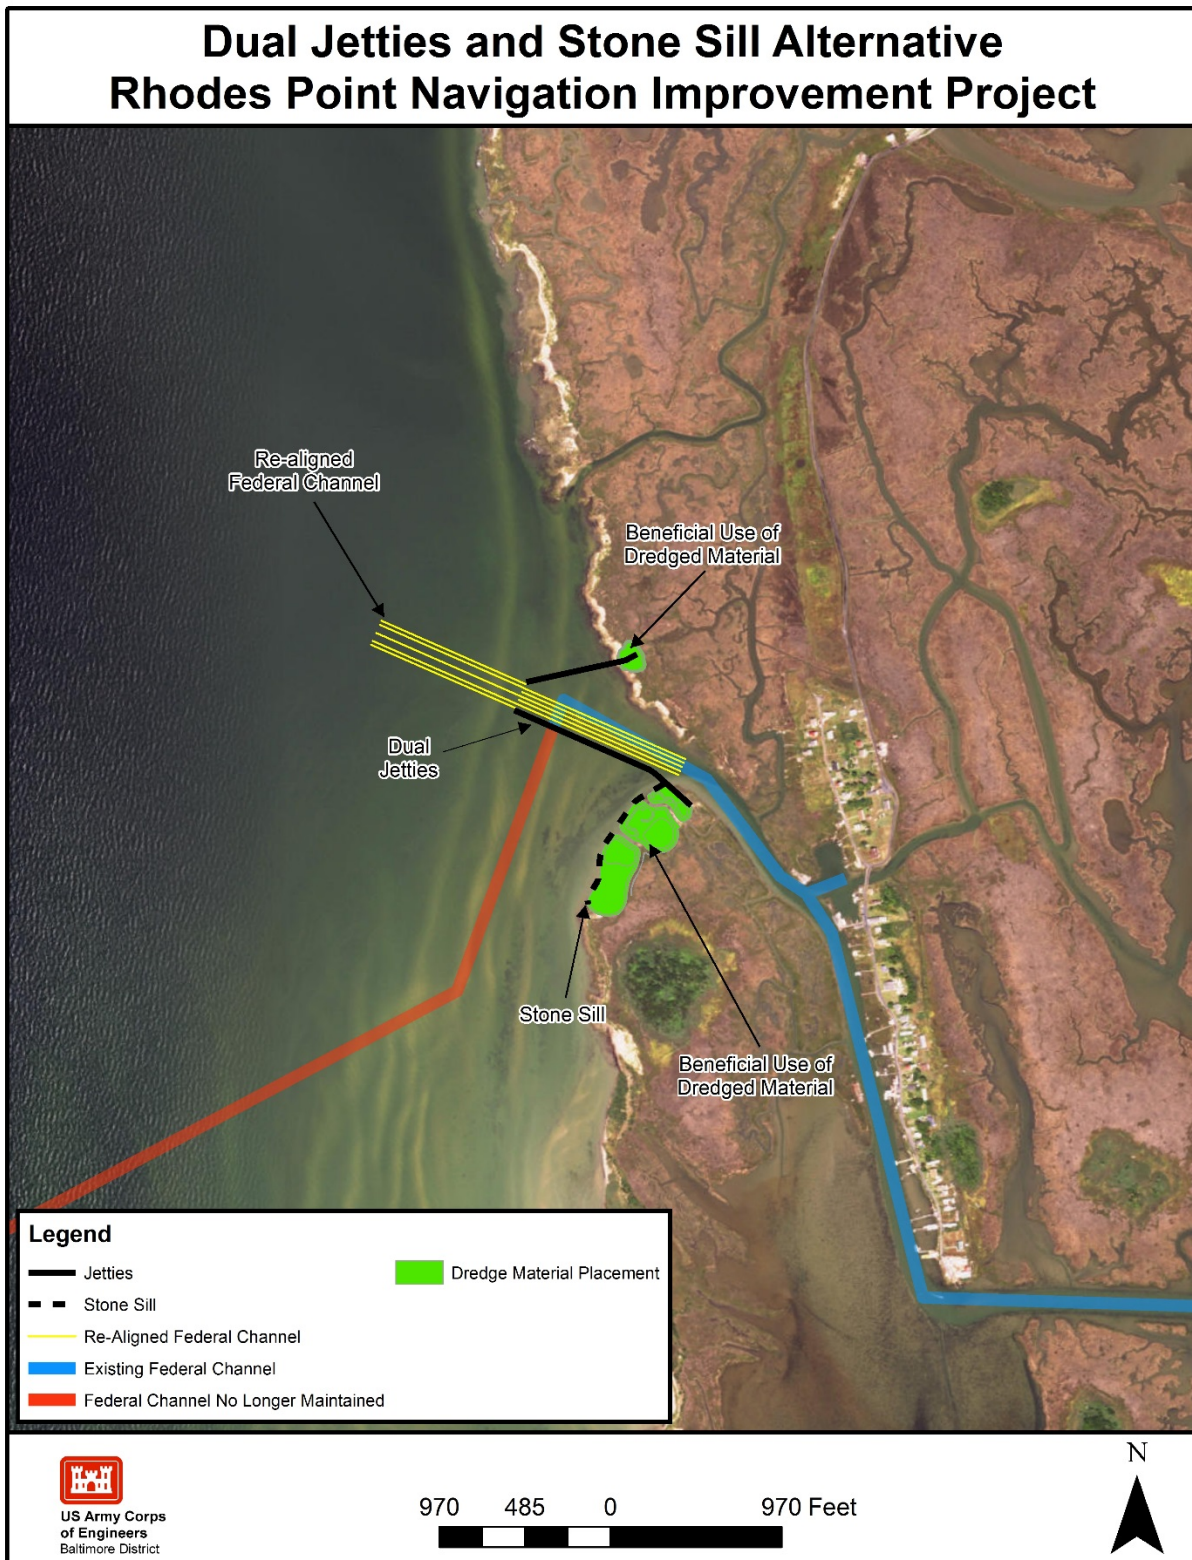 Dual Jetties and Stone Sill Alternative
Rhodes Point Navigation Improvement Project
Re-aligned
Federal Channel
Beneficial Use of
Dredged Material
Dual
Jetties
Stone Sill
Beneficial Use of
Dredged Material
Legend
Jetties
Dredge Material Placement
Stone Sill
Re-Aligned Federal Channel
Existing Federal Channel
Federal Channel No Longer Maintained
US Army Corps
of Engineers
Baltimore District
970 485 0 970 Feet
N